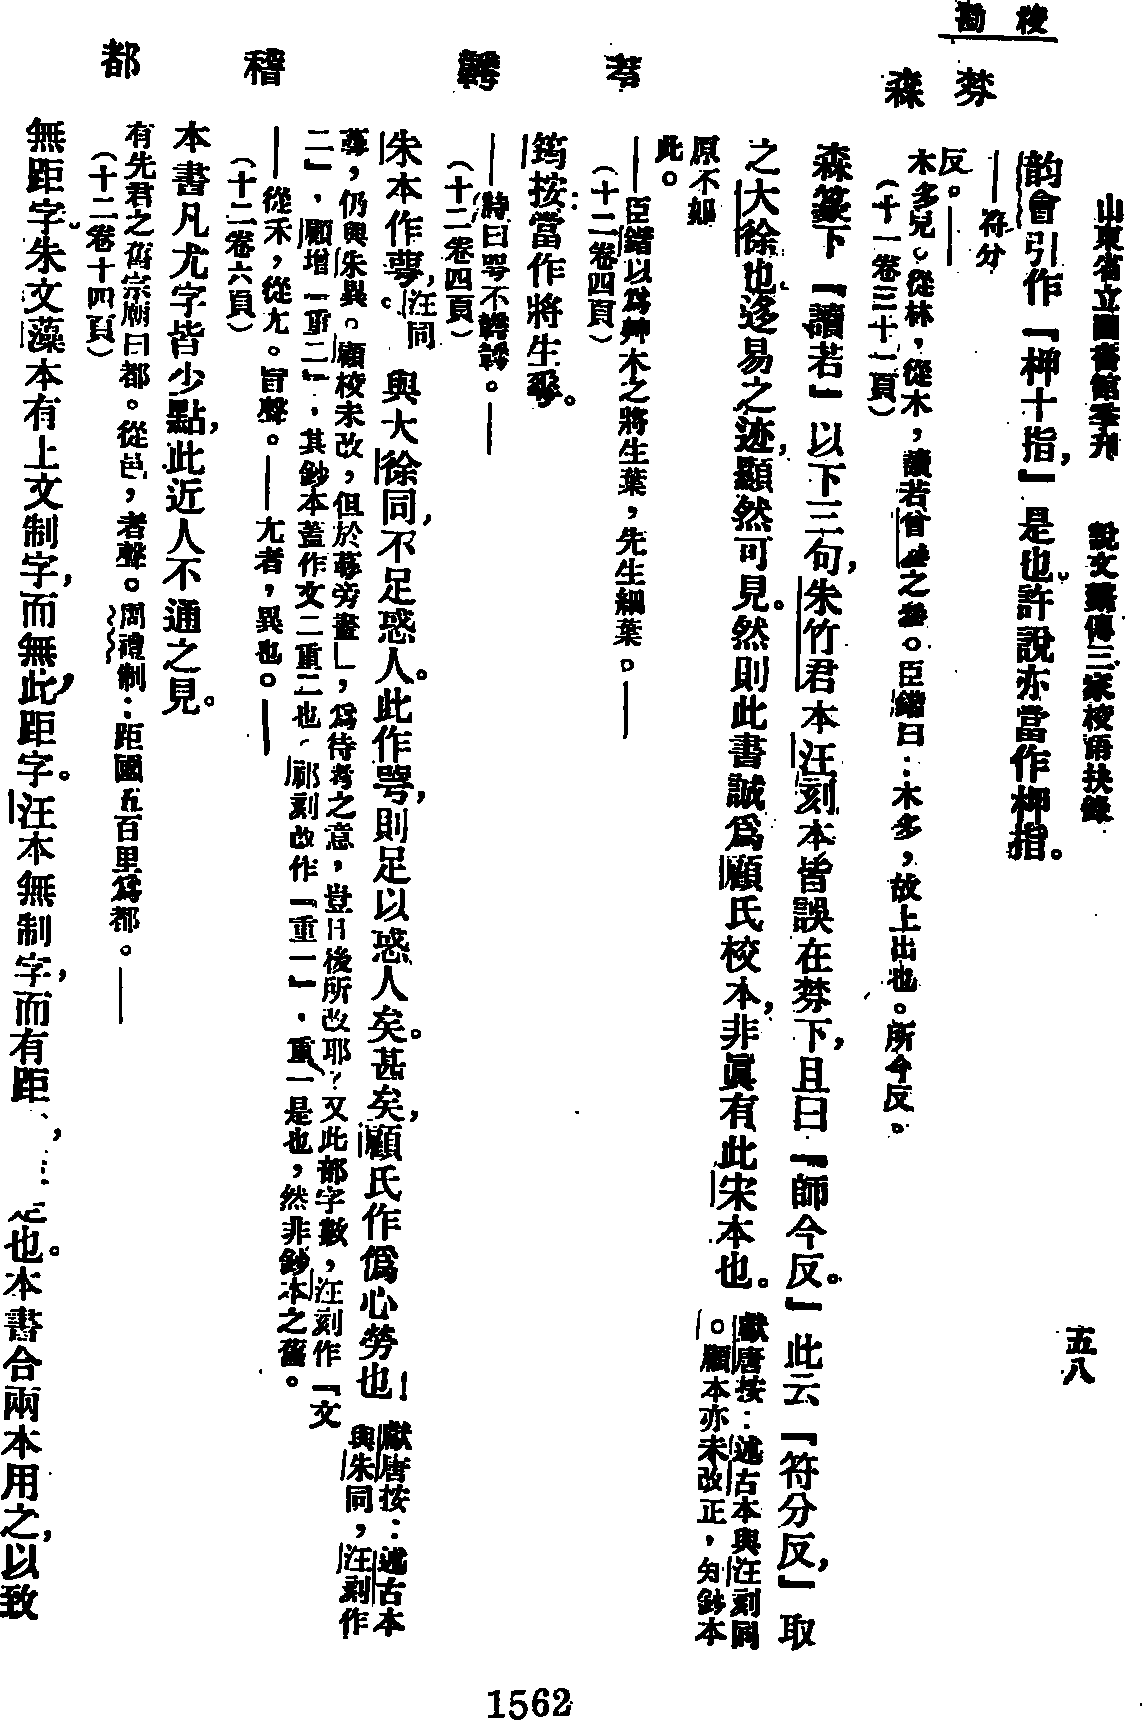 山東省立圖書館季刊　說文繫傳三家校語抉錄　五八
校勘
韵會引作『柙十指』是也許說亦當作柙指。
棼
——符分
反。——
森
木多皃。從林，從木，讀若曾參之參。臣鍇曰：木多，故上出也。所今反。
（十一卷三十一頁）
森篆下『讀若』以下三句，朱竹君本汪刻本皆誤在棼下，且曰『師今反。』此云『符分反，』取
之大徐也迻易之迹，顯然可見。然則此書誠爲顧氏校本，非眞有此宋本也。獻唐按：述古本與汪刻同
。顧本亦未改正，知鈔本
原不如
此。
——臣鍇以爲艸木之將生葉，先生細葉。——
（十二卷四頁）
筠按：當作將生𠌶。
——詩曰咢不韡韡。——
（十二卷四頁）
朱本作萼。汪同　與大徐同，不足惑人。此作咢，則足以惑人矣。甚矣，顧氏作僞心勞也！獻唐按：述古本
與朱同，汪刻作
蕚，仍與朱異。顧校未改，但於蕚旁畫乚，爲待考之意，豈日後所改耶？又此部字數，汪刻作『文
二』，顧增『重二』，其鈔本蓋作文二重二也，祁刻改作『重一』，重一是也，然非鈔本之舊。
稽
——從禾，從尢。旨聲。——尢者，異也。——
（十二卷六頁）
本書凡尤字皆少點，此近人不通之見。
都
有先君之舊宗廟曰都。從邑，者聲。周禮制：距國五百里爲都。——
（十二卷十四頁）
無距字朱文藻本有上文制字，而無此距字。汪本無制字，而有距，是也。本書合兩本用之，以致
1562